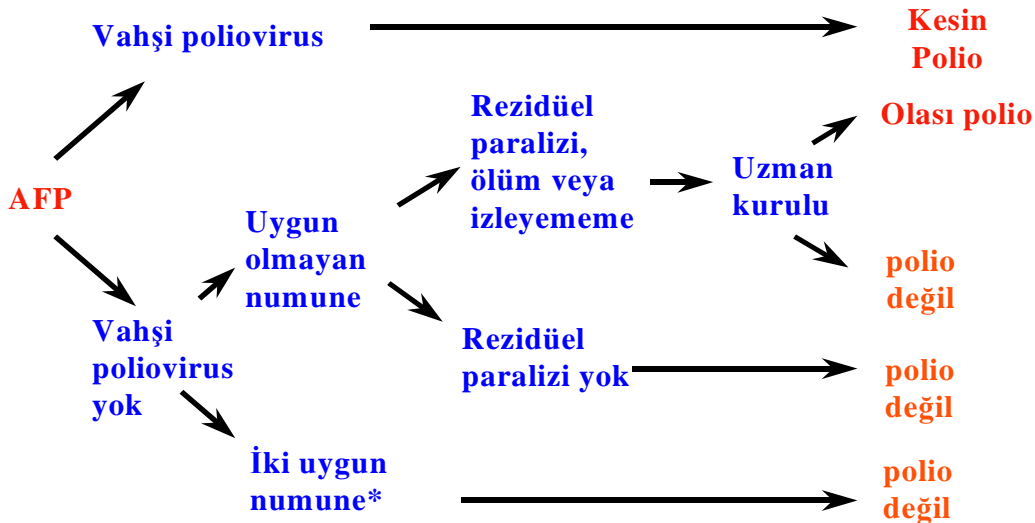 Vahşi poliovirus
Kesin
Polio
AFP
Rezidüel
paralizi,
ölüm veya
izleyememe
Uzman
kurulu
Olası polio
polio
değil
Uygun
olmayan
numune
Vahşi
poliovirus
yok
Rezidüel
paralizi yok
polio
değil
İki uygun
numune*
polio
değil